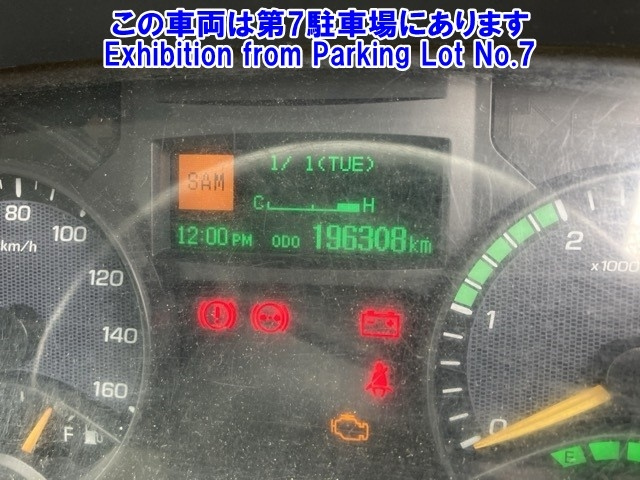 この車両は第7駐車場にあります
Exhibition from Parking Lot No.7
1/ 1(TUE)
SAM
C H
12:00 PM ODO 196308 km
80
km/h
100
120
140
160
F
2
x1000
1
0
E